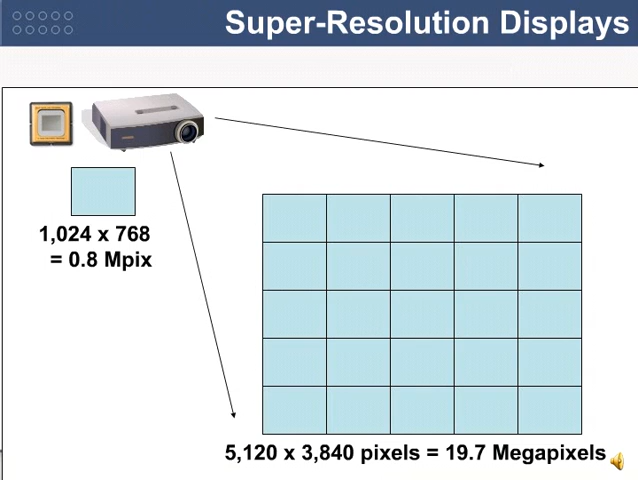 Super-Resolution Displays
1,024 x 768
= 0.8 Mpix
5,120 x 3,840 pixels = 19.7 Megapixels